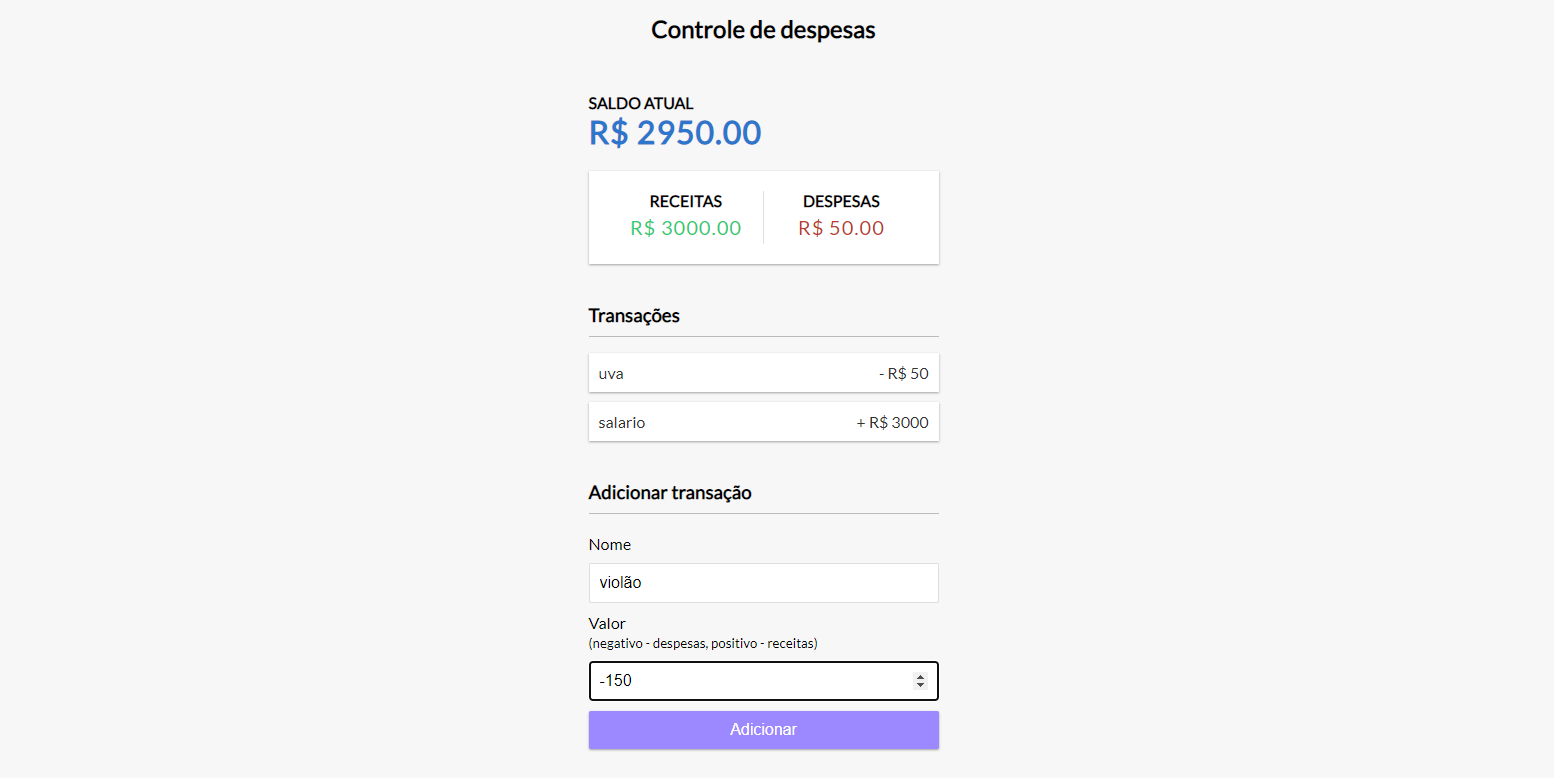 Controle de despesas
SALDO ATUAL
R$ 2950.00
RECEITAS
R$ 3000.00
DESPESAS
R$ 50.00
Transações
uva - R$ 50
salario + R$ 3000
Adicionar transação
Nome
violão
Valor
(negativo - despesas, positivo - receitas)
-150
Adicionar